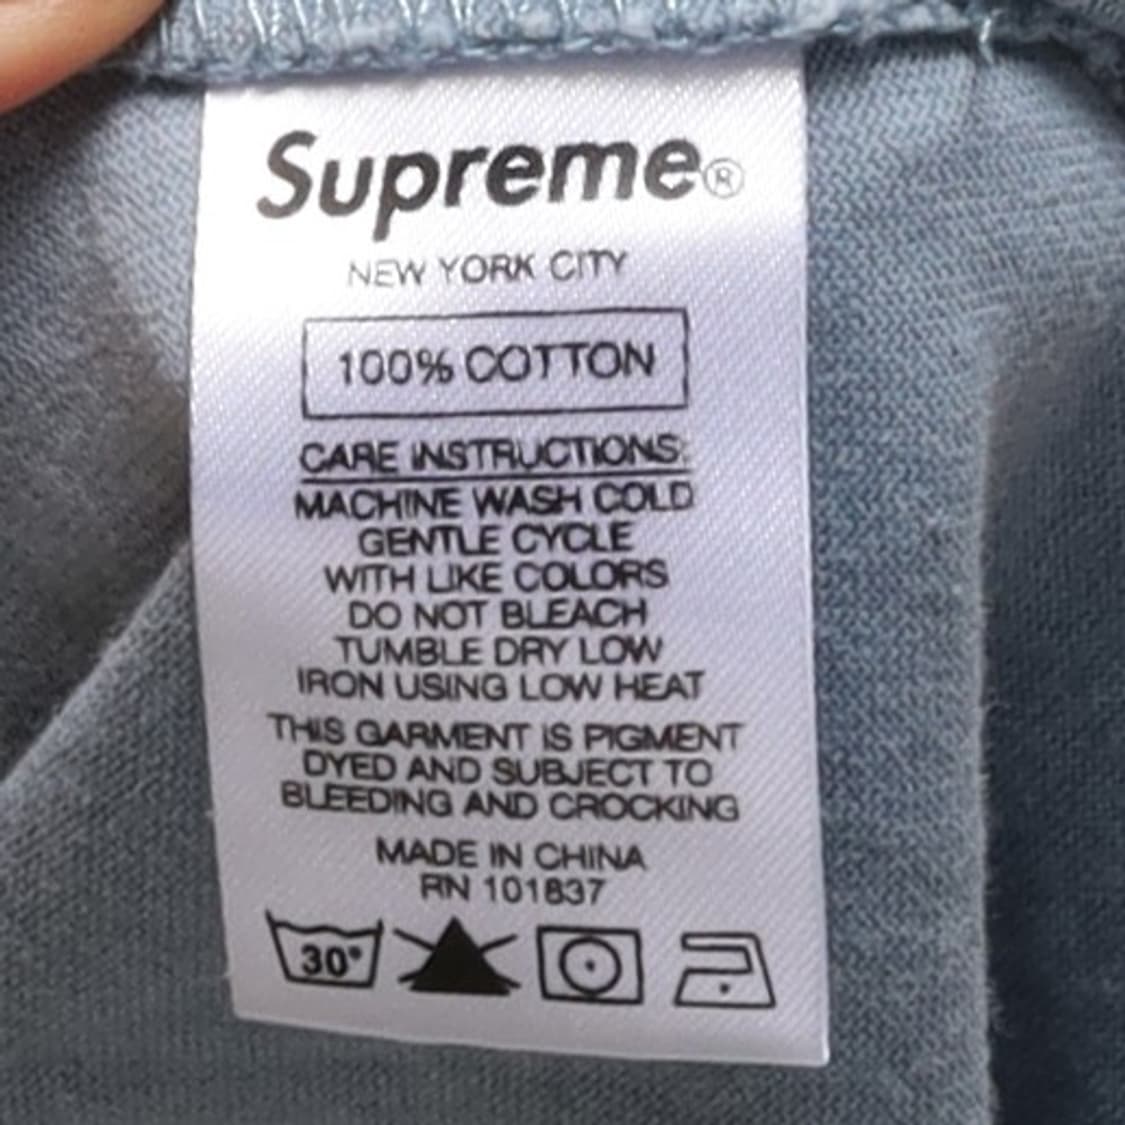 Supreme®
NEW YORK CITY
100% COTTON
CARE INSTRUCTIONS:
MACHINE WASH COLD
GENTLE CYCLE
WITH LIKE COLORS
DO NOT BLEACH
TUMBLE DRY LOW
IRON USING LOW HEAT
THIS GARMENT IS PIGMENT
DYED AND SUBJECT TO
BLEEDING AND CROCKING
MADE IN CHINA
RN 101837
30°